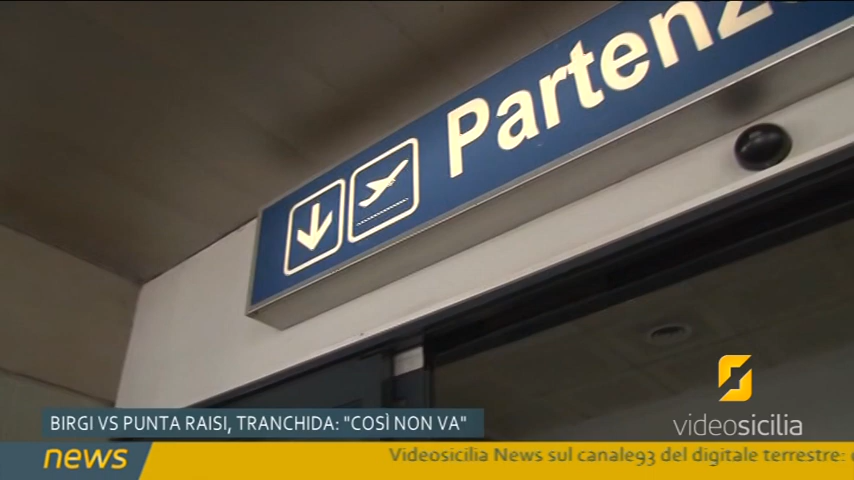 Partenz
BIRGI VS PUNTA RAISI, TRANCHIDA: "COSÌ NON VA"
videosicilia
news
Videosicilia News sul canale93 del digitale terrestre: